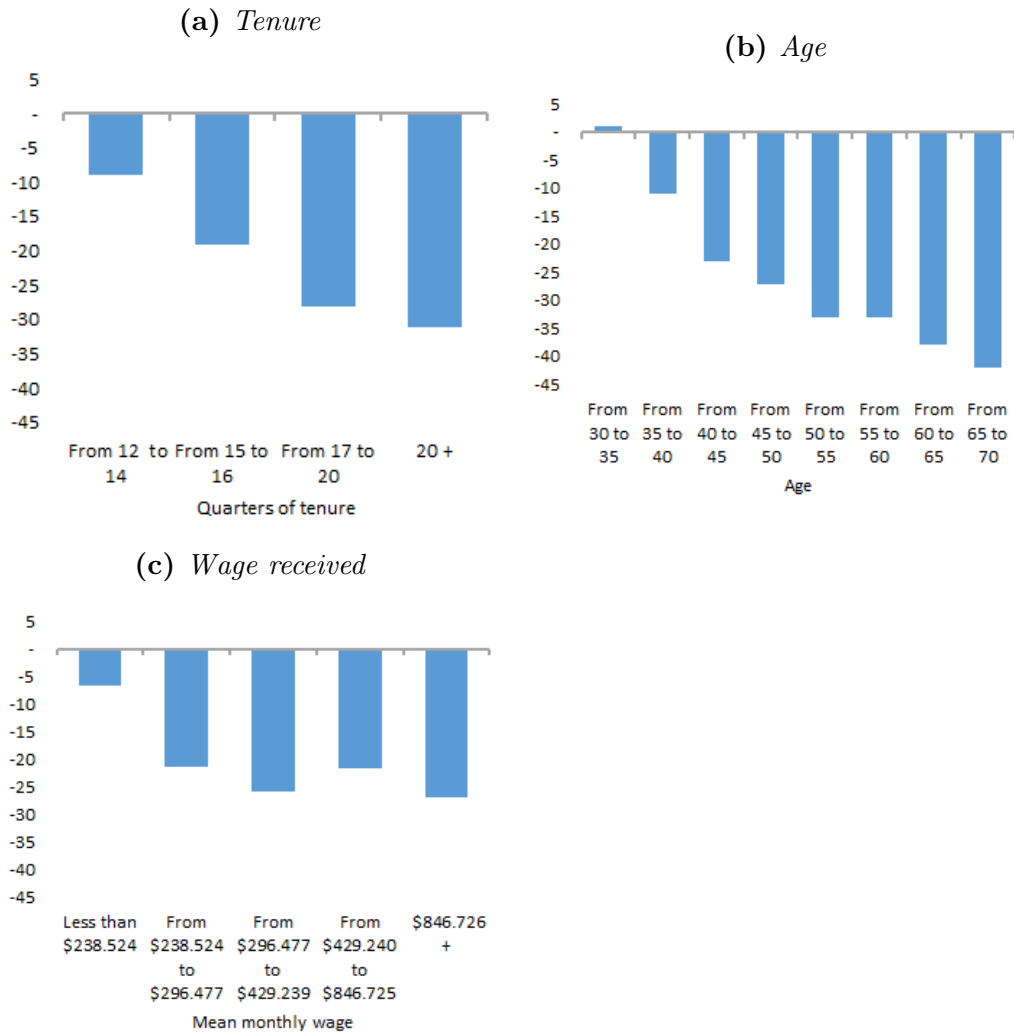 (a) Tenure
5
-
-5
-10
-15
-20
-25
-30
-35
-40
-45
From 12 to From 15 to From 17 to 20 +
14 16 20
Quarters of tenure
(b) Age
5
-
-5
-10
-15
-20
-25
-30
-35
-40
-45
From From From From From From From From
30 to 35 to 40 to 45 to 50 to 55 to 60 to 65 to
35 40 45 50 55 60 65 70
Age
(c) Wage received
5
-
-5
-10
-15
-20
-25
-30
-35
-40
-45
Less than From From From $846.726
$238.524 $238.524 $296.477 $429.240 +
to to to
$296.477 $429.239 $846.725
Mean monthly wage